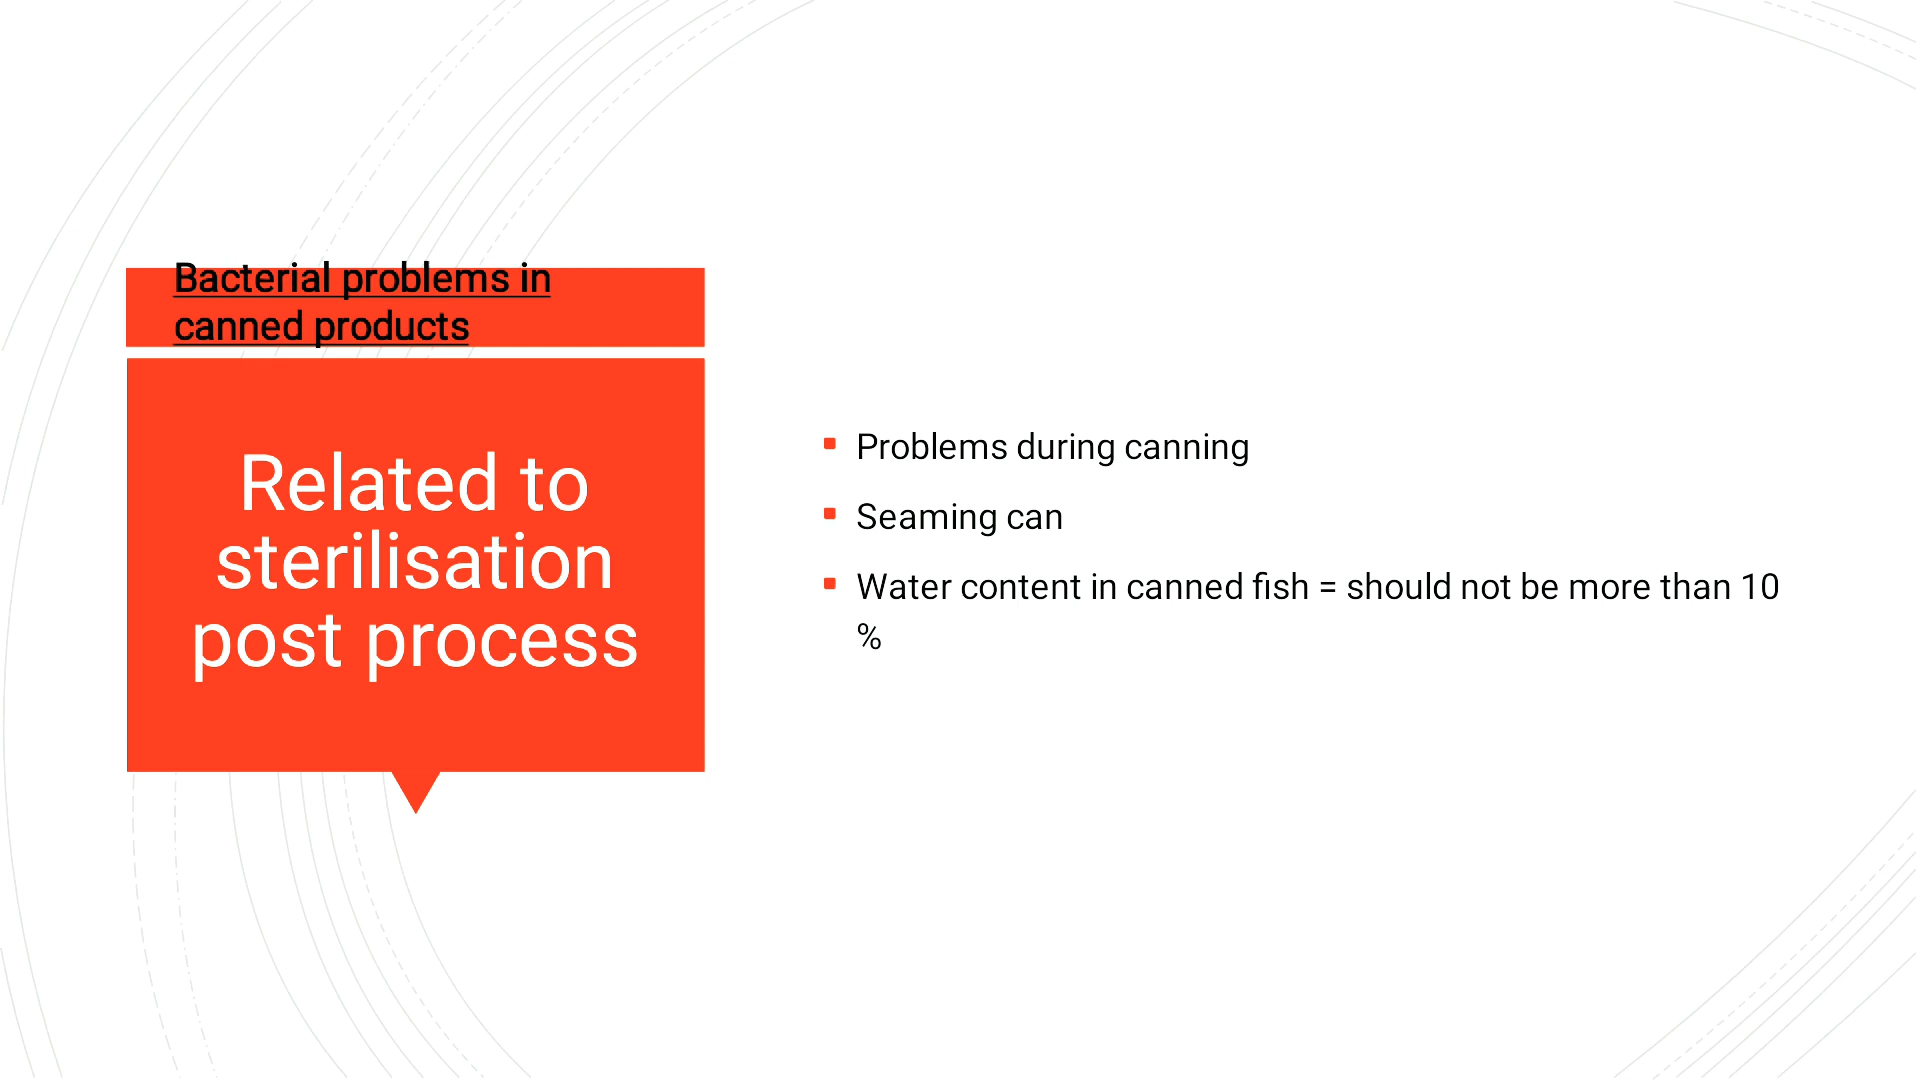 Bacterial problems in
canned products
Related to
sterilisation
post process
Problems during canning
Seaming can
Water content in canned fish = should not be more than 10
%